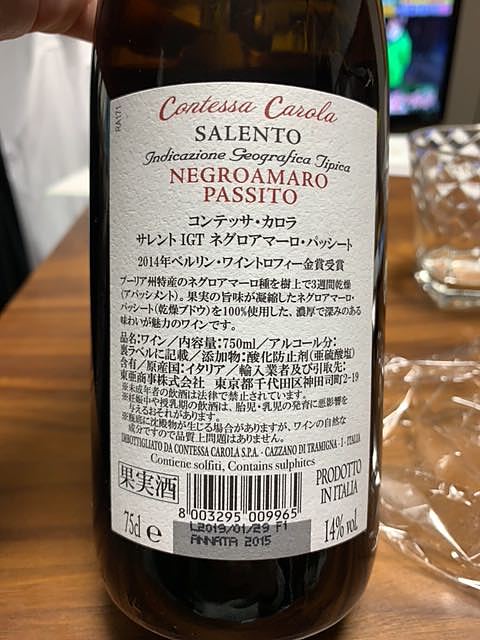 RA171
Contessa Carola
SALENTO
Indicazione Geografica Tipica
NEGROAMARO
PASSITO
コンテッサ・カロラ
サレント IGT ネグロアマーロ・パッシート
2014年ベルリン・ワイントロフィー金賞受賞
プーリア州特産のネグロアマーロ種を樹上で3週間乾燥
(アパッシメント)。果実の旨味が凝縮したネグロアマーロ・
パッシート(乾燥ブドウ)を100%使用した、濃厚で深みのある
味わいが魅力のワインです。
品名:ワイン/内容量:750ml/アルコール分:
裏ラベルに記載/添加物:酸化防止剤(亜硫酸塩)
含有/原産国:イタリア/輸入業者及び引取先:
東亜商事株式会社 東京都千代田区神田司町2-19
※未成年者の飲酒は法律で禁止されています。
※妊娠中や授乳期の飲酒は、胎児・乳児の発育に悪影響を
与えるおそれがあります。
※瓶底に沈殿物が生じる場合がありますが、ワインの自然な
成分ですので品質上問題はありません。
IMBOTTIGLIATO DA CONTESSA CAROLA S.P.A. - CAZZANO DI TRAMIGNA - I - ITALIA
Contiene solfiti, Contains sulphites
果実酒
PRODOTTO
IN ITALIA
8 003295 009965
75cl e
14% vol.
L2019/01/29 F1
ANNATA 2015